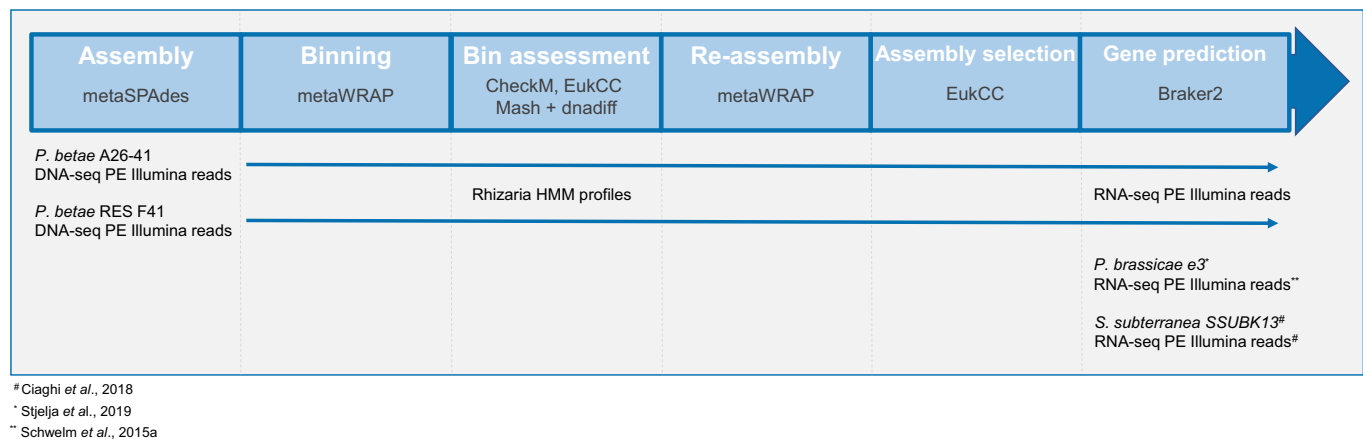 Assembly
metaSPAdes
Binning
metaWRAP
Bin assessment
CheckM, EukCC
Mash + dnadiff
Re-assembly
metaWRAP
Assembly selection
EukCC
Gene prediction
Braker2
P. betae A26-41
DNA-seq PE Illumina reads
Rhizaria HMM profiles
RNA-seq PE Illumina reads
P. betae RES F41
DNA-seq PE Illumina reads
P. brassicae e3*
RNA-seq PE Illumina reads**
S. subterranea SSUBK13#
RNA-seq PE Illumina reads#
# Ciaghi et al., 2018
* Stjelja et al., 2019
** Schwelm et al., 2015a